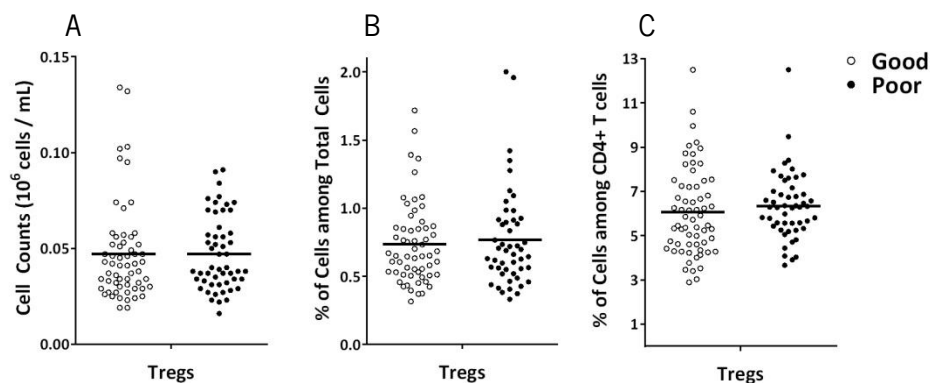 A
B
C
Cell Counts (10⁶ cells / mL)
0.15
0.10
0.05
0.00
Tregs
% of Cells among Total Cells
2.0
1.5
1.0
0.5
0.0
Tregs
% of Cells among CD4+ T cells
13
11
9
7
5
3
1
Tregs
Good
Poor